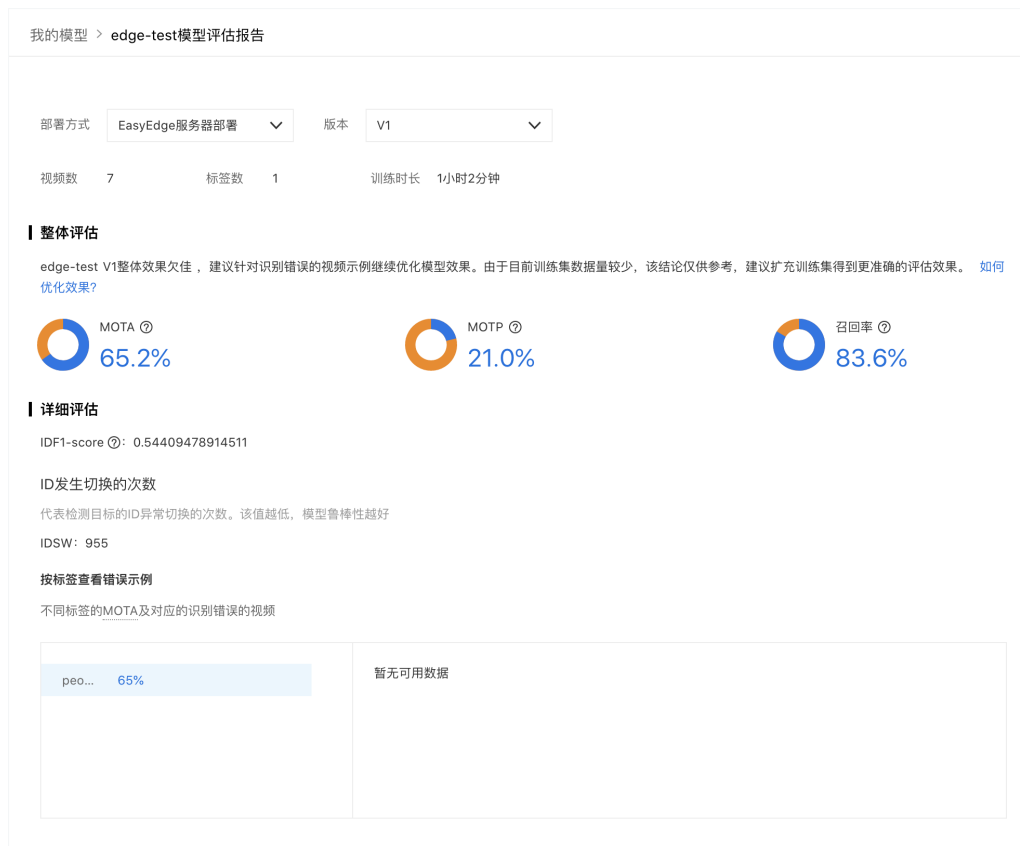 我的模型 > edge-test模型评估报告
部署方式 EasyEdge服务器部署 版本 V1
视频数 7 标签数 1 训练时长 1小时2分钟
整体评估
edge-test V1整体效果欠佳 ，建议针对识别错误的视频示例继续优化模型效果。由于目前训练集数据量较少，该结论仅供参考，建议扩充训练集得到更准确的评估效果。 如何
优化效果?
MOTA ? MOTP ? 召回率 ?
65.2% 21.0% 83.6%
详细评估
IDF1-score ?：0.54409478914511
ID发生切换的次数
代表检测目标的ID异常切换的次数。该值越低，模型鲁棒性越好
IDSW：955
按标签查看错误示例
不同标签的MOTA及对应的识别错误的视频
暂无可用数据
peo... 65%